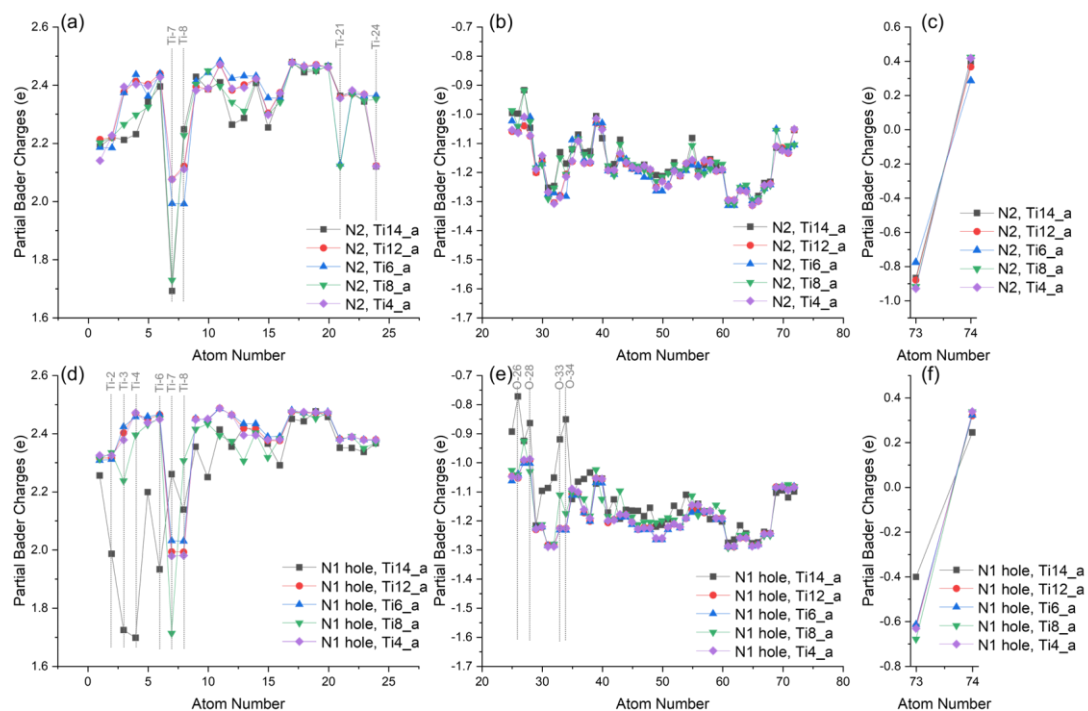 (a)
Ti-7
Ti-8
Ti-21
Ti-24
2.6
2.4
2.2
2.0
1.8
1.6
0
5
10
15
20
25
30
Partial Bader Charges (e)
Atom Number
N2, Ti14_a
N2, Ti12_a
N2, Ti6_a
N2, Ti8_a
N2, Ti4_a
(b)
-0.7
-0.8
-0.9
-1.0
-1.1
-1.2
-1.3
-1.4
-1.5
-1.6
-1.7
20
30
40
50
60
70
80
Partial Bader Charges (e)
Atom Number
N2, Ti14_a
N2, Ti12_a
N2, Ti6_a
N2, Ti8_a
N2, Ti4_a
(c)
0.6
0.4
0.2
0.0
-0.2
-0.4
-0.6
-0.8
-1.0
73
74
Partial Bader Charges (e)
Atom Number
N2, Ti14_a
N2, Ti12_a
N2, Ti6_a
N2, Ti8_a
N2, Ti4_a
(d)
Ti-2
Ti-3
Ti-4
Ti-6
Ti-7
Ti-8
2.6
2.4
2.2
2.0
1.8
1.6
0
5
10
15
20
25
30
Partial Bader Charges (e)
Atom Number
N1 hole, Ti14_a
N1 hole, Ti12_a
N1 hole, Ti6_a
N1 hole, Ti8_a
N1 hole, Ti4_a
(e)
O-26
O-28
O-33
O-34
-0.7
-0.8
-0.9
-1.0
-1.1
-1.2
-1.3
-1.4
-1.5
-1.6
-1.7
20
30
40
50
60
70
80
Partial Bader Charges (e)
Atom Number
N1 hole, Ti14_a
N1 hole, Ti12_a
N1 hole, Ti6_a
N1 hole, Ti8_a
N1 hole, Ti4_a
(f)
0.6
0.4
0.2
0.0
-0.2
-0.4
-0.6
-0.8
73
74
Partial Bader Charges (e)
Atom Number
N1 hole, Ti14_a
N1 hole, Ti12_a
N1 hole, Ti6_a
N1 hole, Ti8_a
N1 hole, Ti4_a